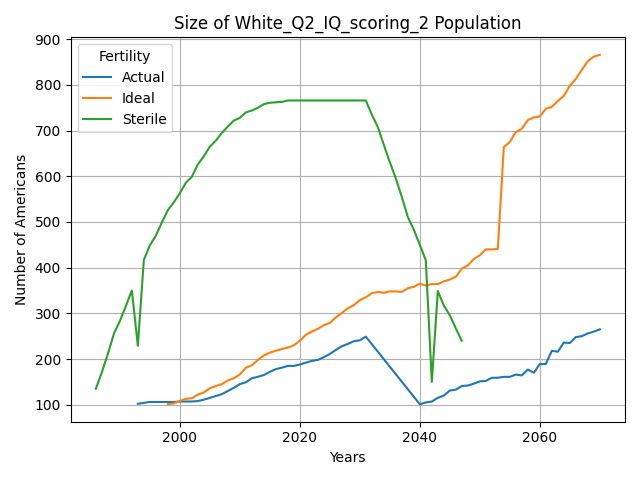 Size of White_Q2_IQ_scoring_2 Population
Fertility
Actual
Ideal
Sterile
900
800
700
600
500
400
300
200
100
Number of Americans
2000
2020
2040
2060
Years